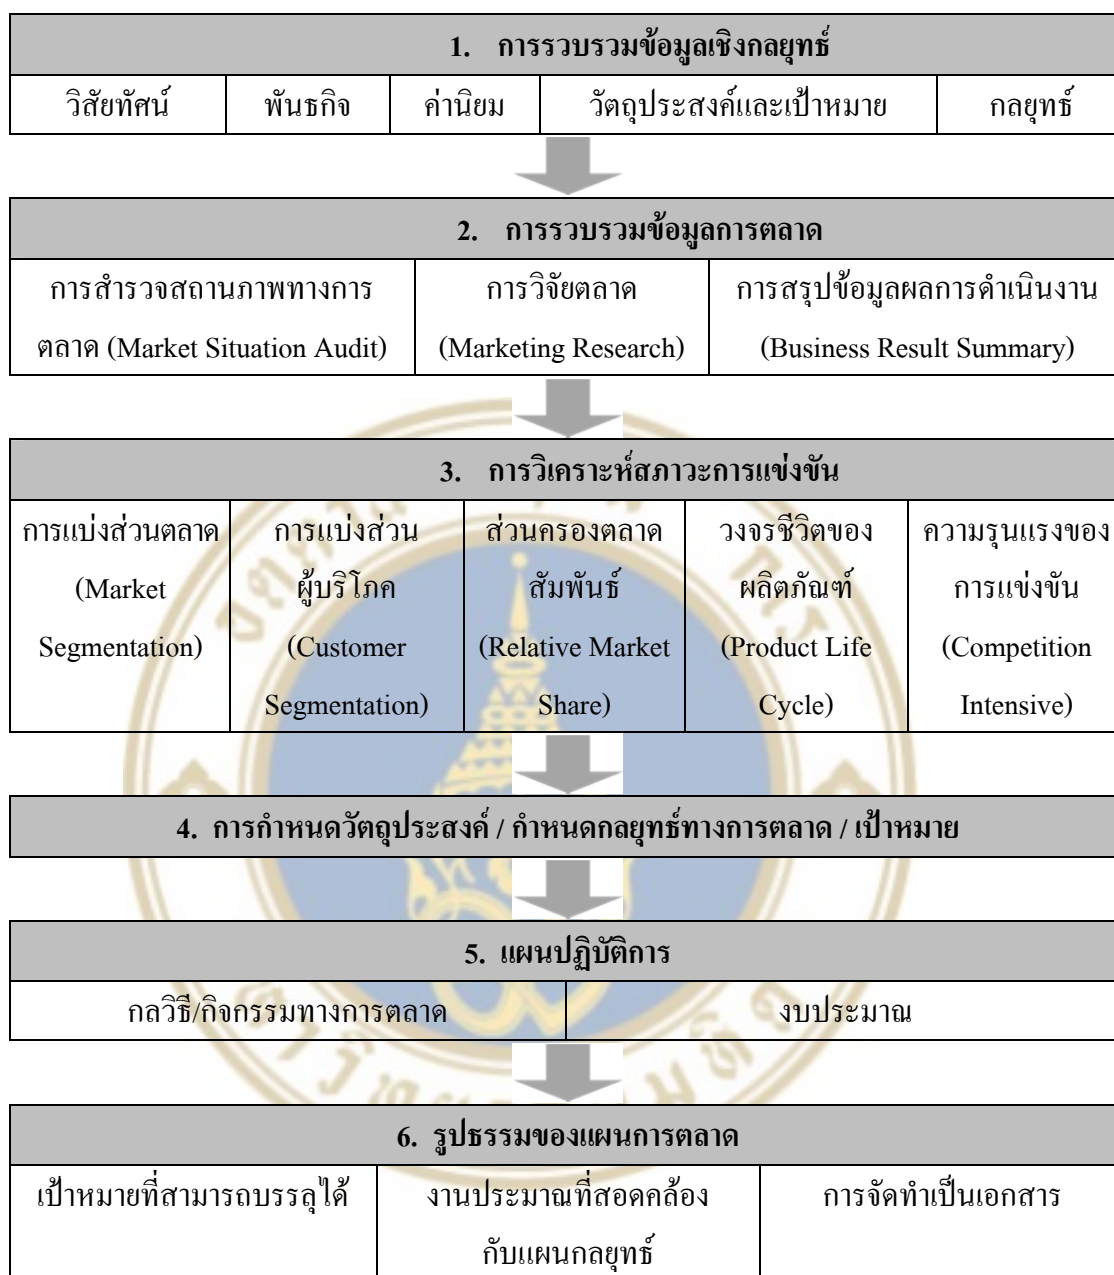 1. การรวบรวมข้อมูลเชิงกลยุทธ์
วิสัยทัศน์ พันธกิจ ค่านิยม วัตถุประสงค์และเป้าหมาย กลยุทธ์
2. การรวบรวมข้อมูลการตลาด
การสำรวจสถานภาพทางการ
ตลาด (Market Situation Audit)
การวิจัยตลาด
(Marketing Research)
การสรุปข้อมูลผลการดำเนินงาน
(Business Result Summary)
3. การวิเคราะห์สภาวะการแข่งขัน
การแบ่งส่วนตลาด
(Market
Segmentation)
การแบ่งส่วน
ผู้บริโภค
(Customer
Segmentation)
ส่วนครองตลาด
สัมพันธ์
(Relative Market
Share)
วงจรชีวิตของ
ผลิตภัณฑ์
(Product Life
Cycle)
ความรุนแรงของ
การแข่งขัน
(Competition
Intensive)
4. การกำหนดวัตถุประสงค์ / กำหนดกลยุทธ์ทางการตลาด / เป้าหมาย
5. แผนปฏิบัติการ
กลวิธี/กิจกรรมทางการตลาด งบประมาณ
6. รูปธรรมของแผนการตลาด
เป้าหมายที่สามารถบรรลุได้
งานประมาณที่สอดคล้อง
กับแผนกลยุทธ์
การจัดทำเป็นเอกสาร